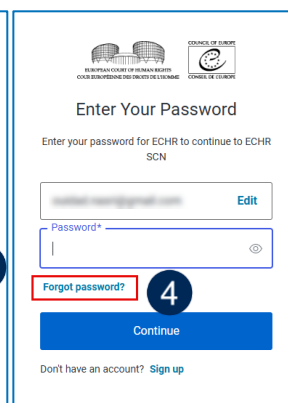 EUROPEAN COURT OF HUMAN RIGHTS
COUR EUROPÉENNE DES DROITS DE L'HOMME
COUNCIL OF EUROPE
CONSEIL DE L'EUROPE
Enter Your Password
Enter your password for ECHR to continue to ECHR
SCN
Edit
Password*
Forgot password?
4
Continue
Don't have an account? Sign up